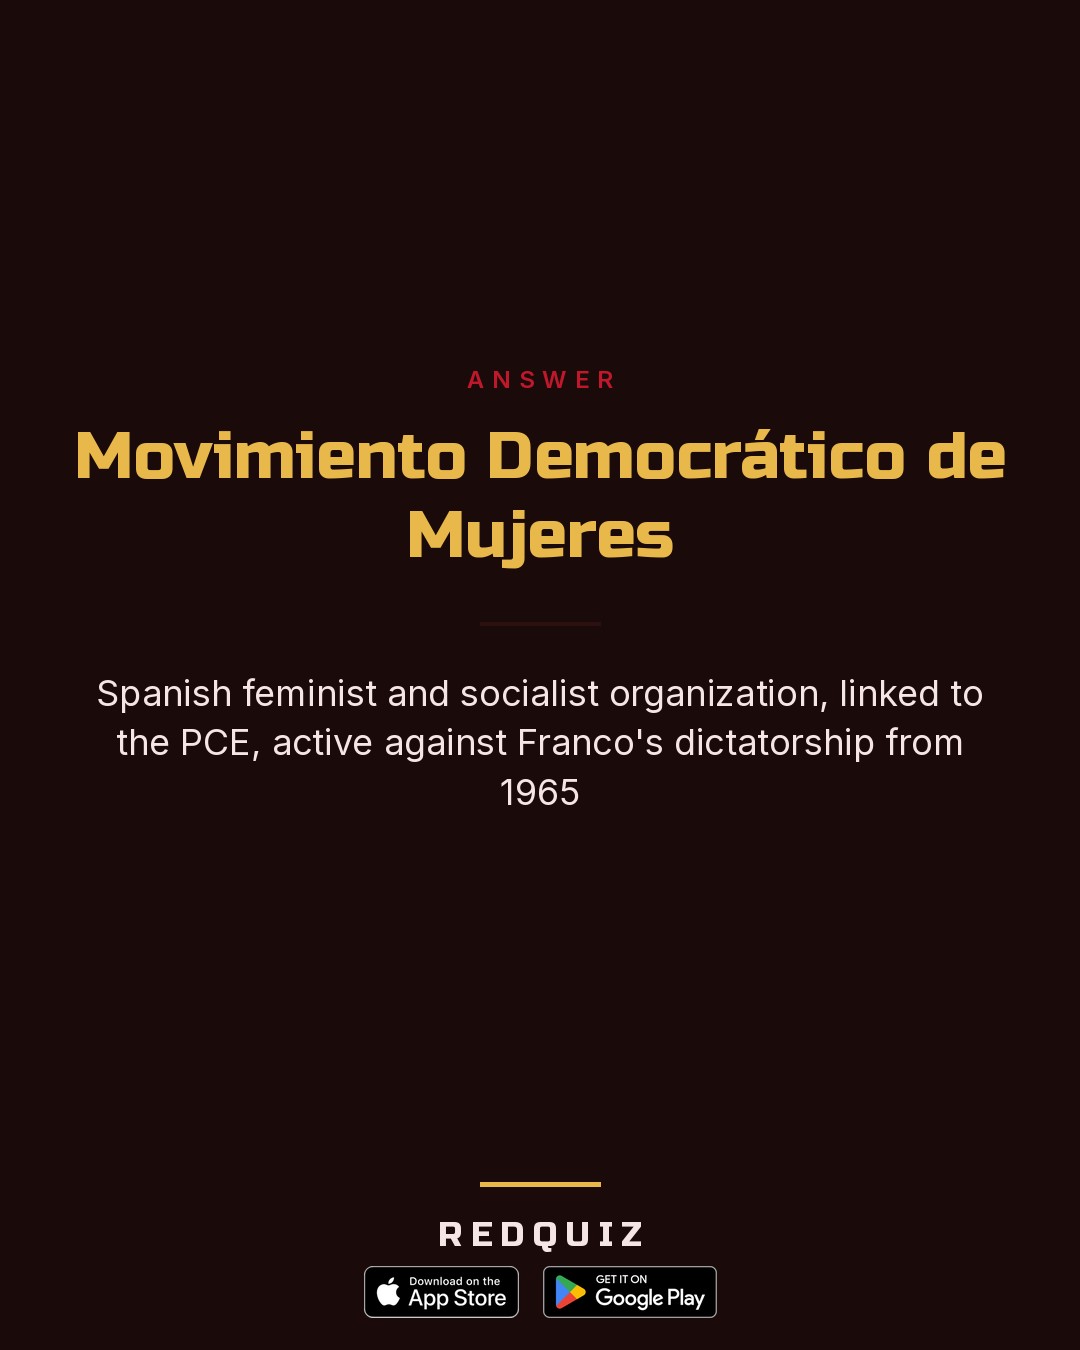 ANSWER
Movimiento Democrático de
Mujeres
Spanish feminist and socialist organization, linked to
the PCE, active against Franco's dictatorship from
1965
REDQUIZ
Download on the
App Store
GET IT ON
Google Play